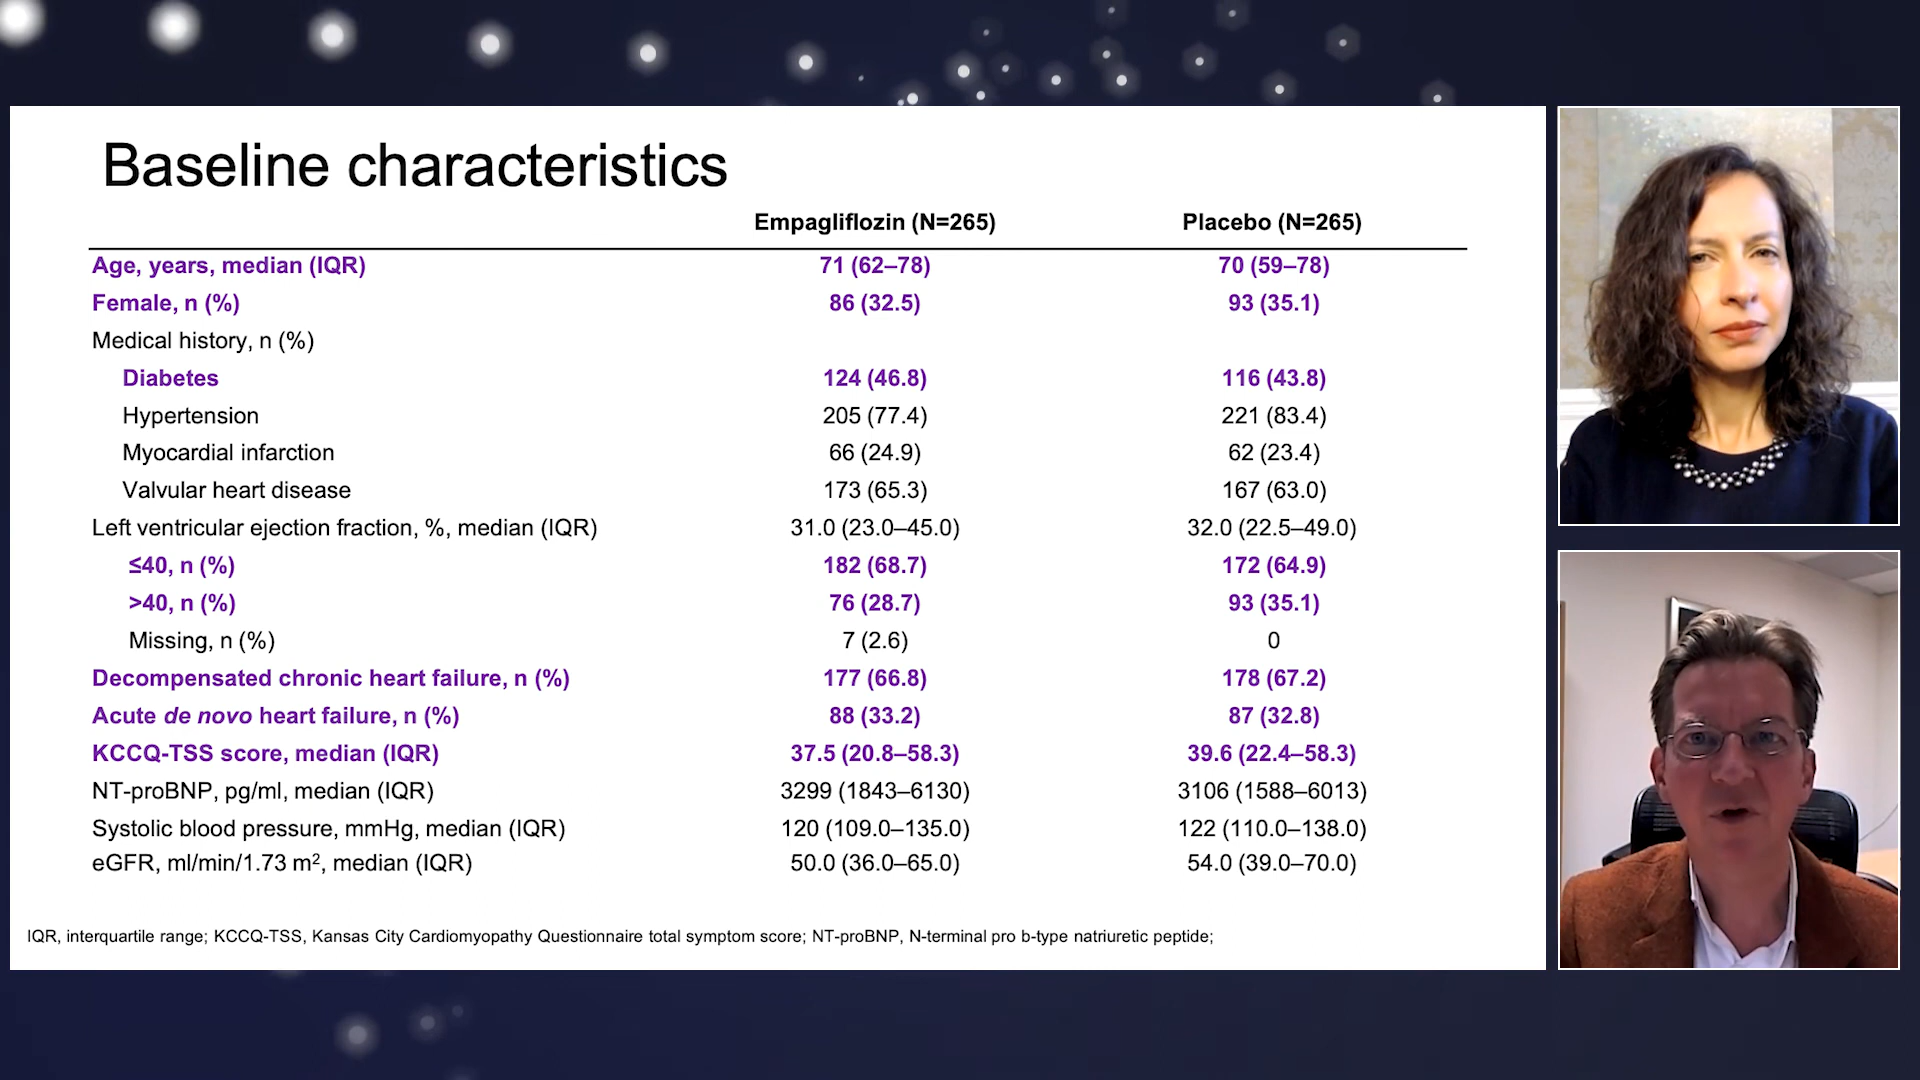 Baseline characteristics
Empagliflozin (N=265) Placebo (N=265)
Age, years, median (IQR) 71 (62–78) 70 (59–78)
Female, n (%) 86 (32.5) 93 (35.1)
Medical history, n (%)
Diabetes 124 (46.8) 116 (43.8)
Hypertension 205 (77.4) 221 (83.4)
Myocardial infarction 66 (24.9) 62 (23.4)
Valvular heart disease 173 (65.3) 167 (63.0)
Left ventricular ejection fraction, %, median (IQR) 31.0 (23.0–45.0) 32.0 (22.5–49.0)
≤40, n (%) 182 (68.7) 172 (64.9)
>40, n (%) 76 (28.7) 93 (35.1)
Missing, n (%) 7 (2.6) 0
Decompensated chronic heart failure, n (%) 177 (66.8) 178 (67.2)
Acute de novo heart failure, n (%) 88 (33.2) 87 (32.8)
KCCQ-TSS score, median (IQR) 37.5 (20.8–58.3) 39.6 (22.4–58.3)
NT-proBNP, pg/ml, median (IQR) 3299 (1843–6130) 3106 (1588–6013)
Systolic blood pressure, mmHg, median (IQR) 120 (109.0–135.0) 122 (110.0–138.0)
eGFR, ml/min/1.73 m², median (IQR) 50.0 (36.0–65.0) 54.0 (39.0–70.0)
IQR, interquartile range; KCCQ-TSS, Kansas City Cardiomyopathy Questionnaire total symptom score; NT-proBNP, N-terminal pro b-type natriuretic peptide;